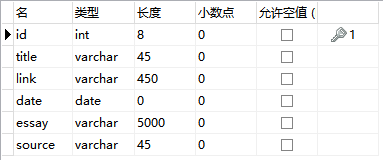 名 类型 长度 小数点 允许空值 (
id int 8 0 1
title varchar 45 0
link varchar 450 0
date date 0 0
essay varchar 5000 0
source varchar 45 0